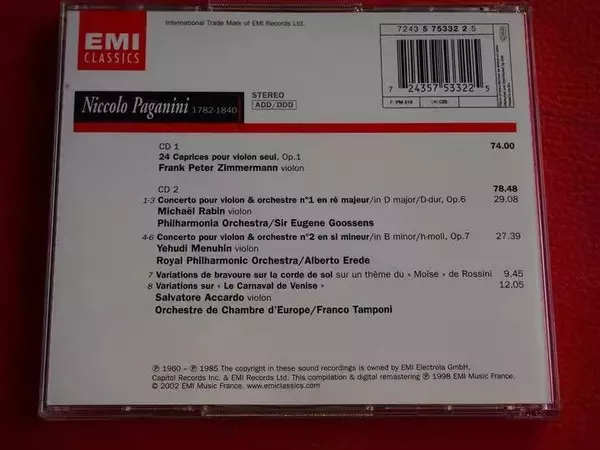 EMI
CLASSICS
International Trade Mark of EMI Records Ltd.
7243 5 75332 2 5
7 24357 53322 5
Niccolo Paganini 1782-1840
STEREO
ADD/DDD
CD 1 74.00
24 Caprices pour violon seul, Op.1
Frank Peter Zimmermann violon
CD 2 78.48
1-3 Concerto pour violon & orchestre n°1 en ré majeur/in D major/D-dur, Op.6 29.08
Michaël Rabin violon
Philharmonia Orchestra/Sir Eugene Goossens
4-6 Concerto pour violon & orchestre n°2 en si mineur/in B minor/h-moll, Op.7 27.39
Yehudi Menuhin violon
Royal Philharmonic Orchestra/Alberto Erede
7 Variations de bravoure sur la corde de sol sur un thème du « Moïse » de Rossini 9.45
8 Variations sur « Le Carnaval de Venise » 12.05
Salvatore Accardo violon
Orchestre de Chambre d'Europe/Franco Tamponi
℗ 1960 – ℗ 1985 The copyright in these sound recordings is owned by EMI Electrola GmbH,
Capitol Records Inc. & EMI Records Ltd. This compilation & digital remastering ℗ 1998 EMI Music France.
© 2002 EMI Music France. www.emiclassics.com